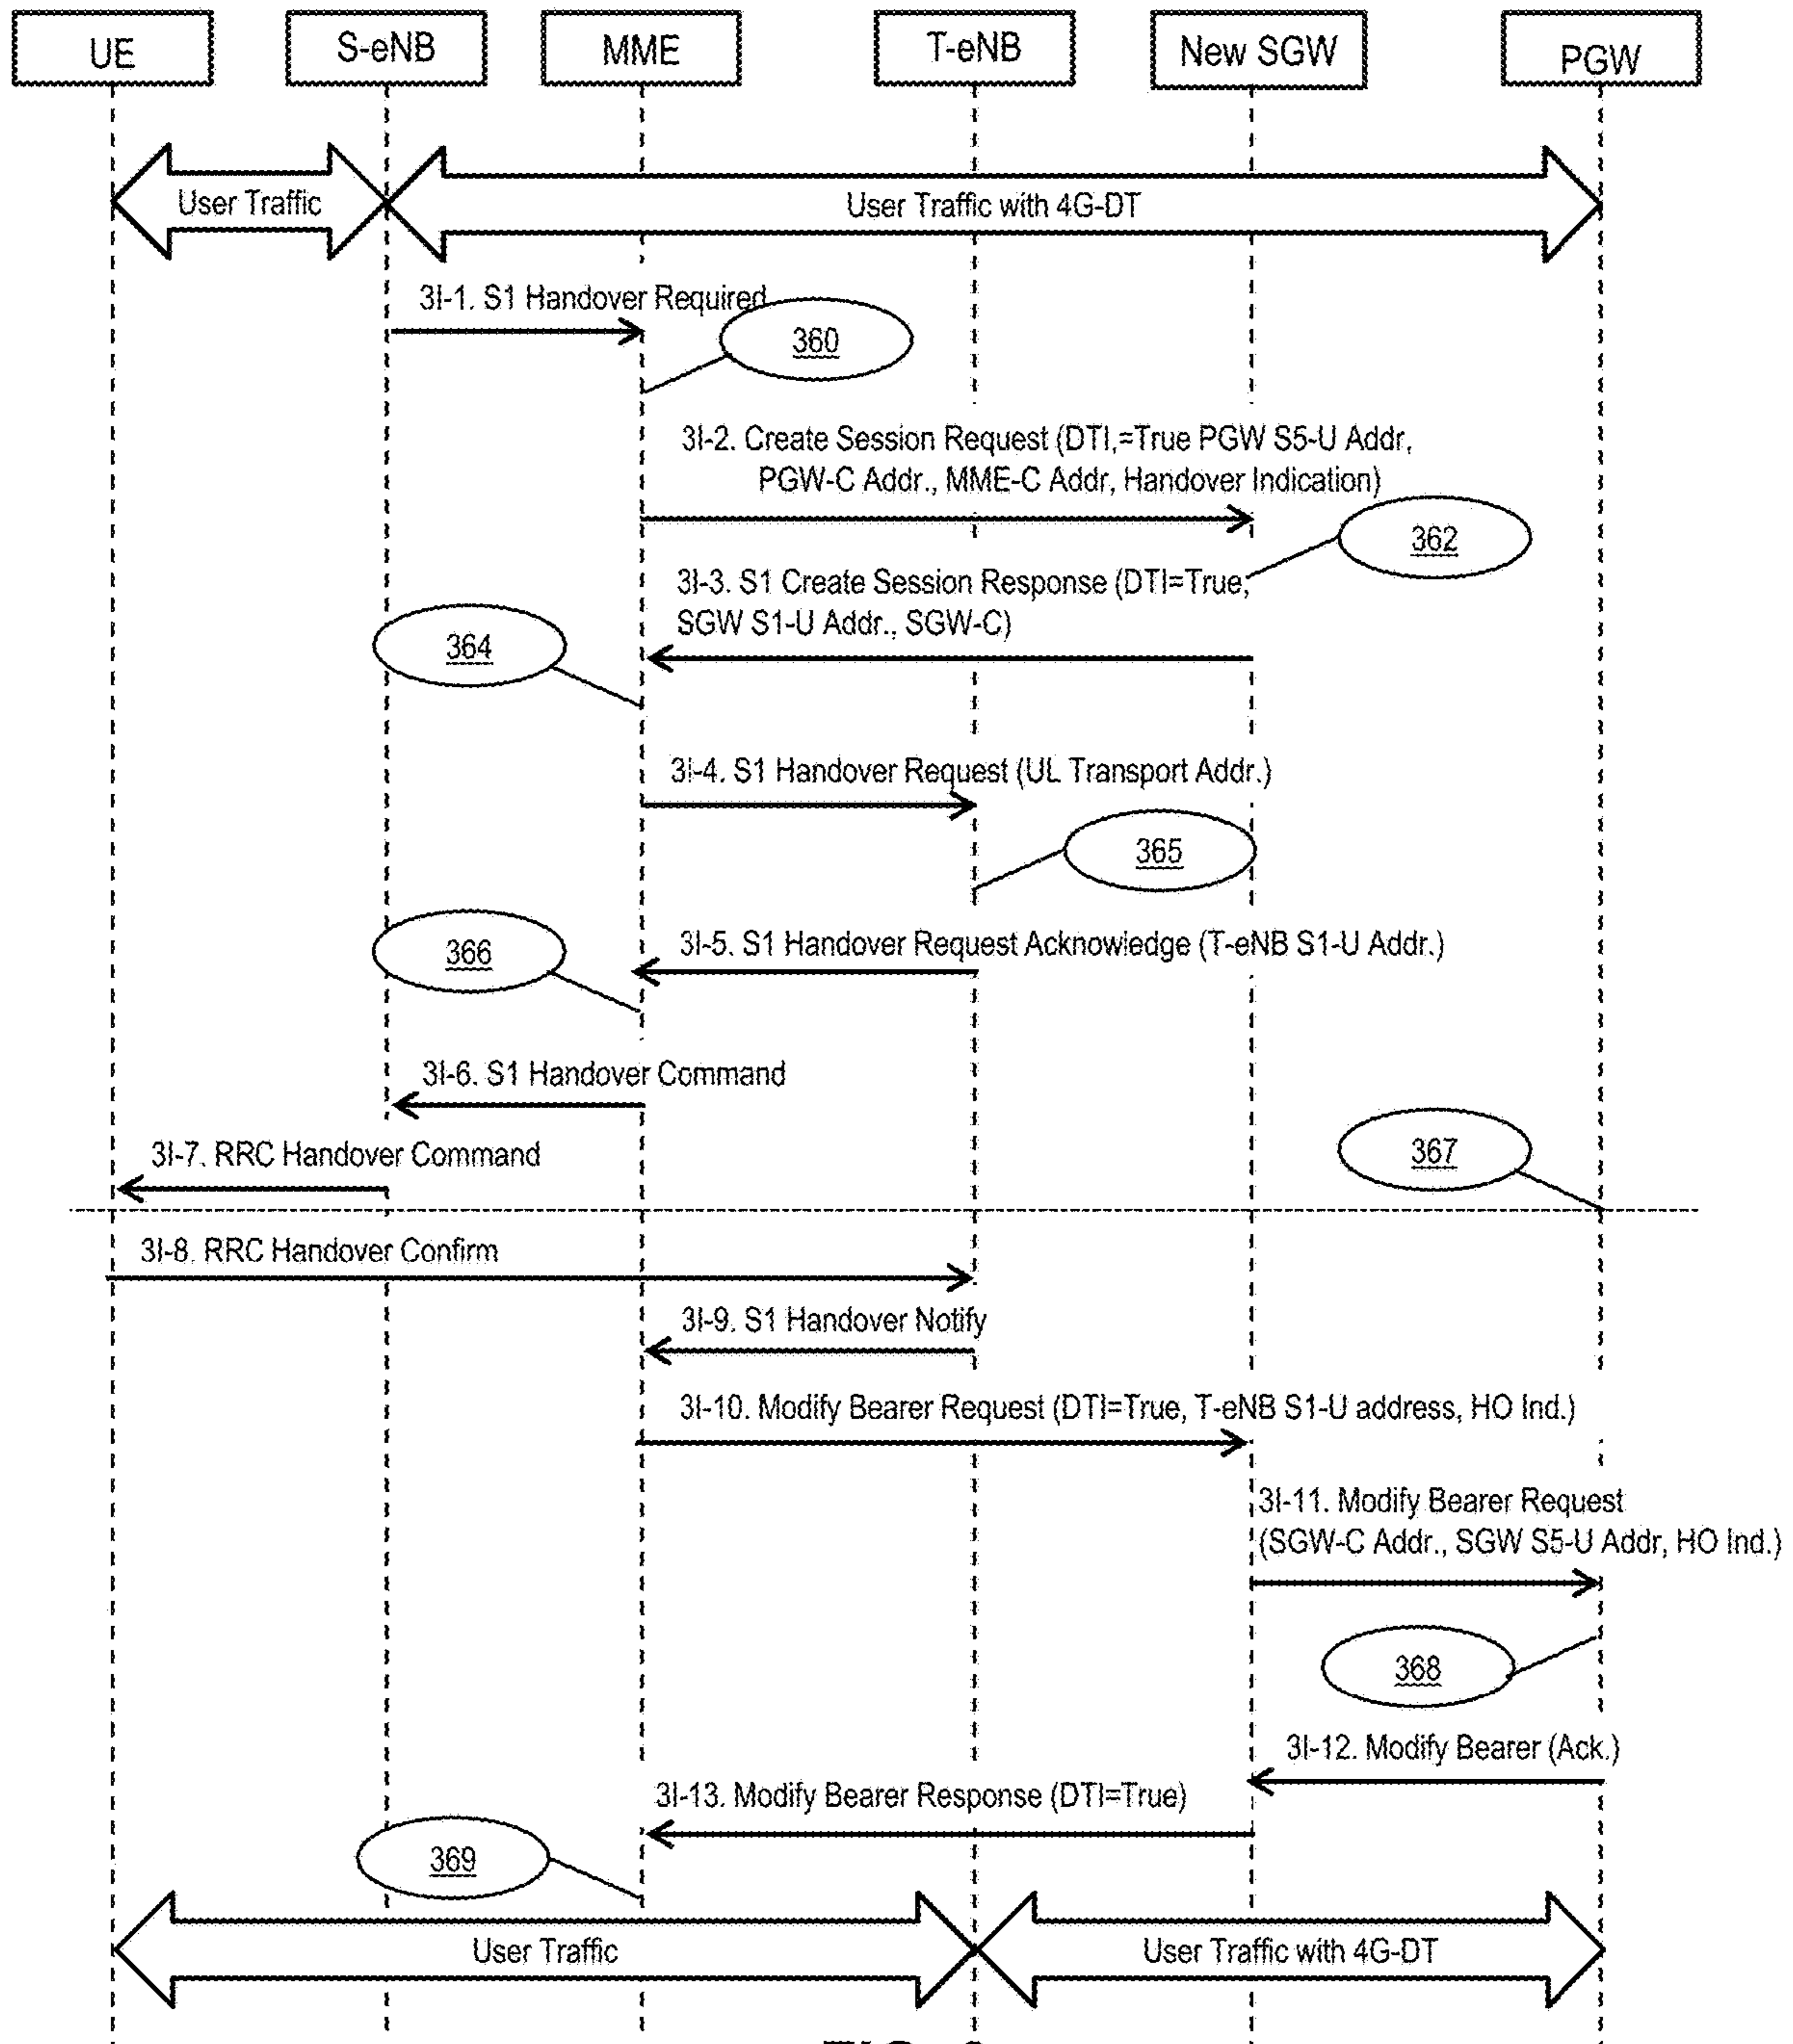 UE
S-eNB
MME
T-eNB
New SGW
PGW
User Traffic
User Traffic with 4G-DT
3I-1. S1 Handover Required
360
3I-2. Create Session Request (DTI,=True PGW S5-U Addr,
PGW-C Addr., MME-C Addr, Handover Indication)
362
3I-3. S1 Create Session Response (DTI=True,
SGW S1-U Addr., SGW-C)
364
3I-4. S1 Handover Request (UL Transport Addr.)
365
3I-5. S1 Handover Request Acknowledge (T-eNB S1-U Addr.)
366
3I-6. S1 Handover Command
3I-7. RRC Handover Command
367
3I-8. RRC Handover Confirm
3I-9. S1 Handover Notify
3I-10. Modify Bearer Request (DTI=True, T-eNB S1-U address, HO Ind.)
3I-11. Modify Bearer Request
(SGW-C Addr., SGW S5-U Addr, HO Ind.)
368
3I-12. Modify Bearer (Ack.)
3I-13. Modify Bearer Response (DTI=True)
369
User Traffic
User Traffic with 4G-DT